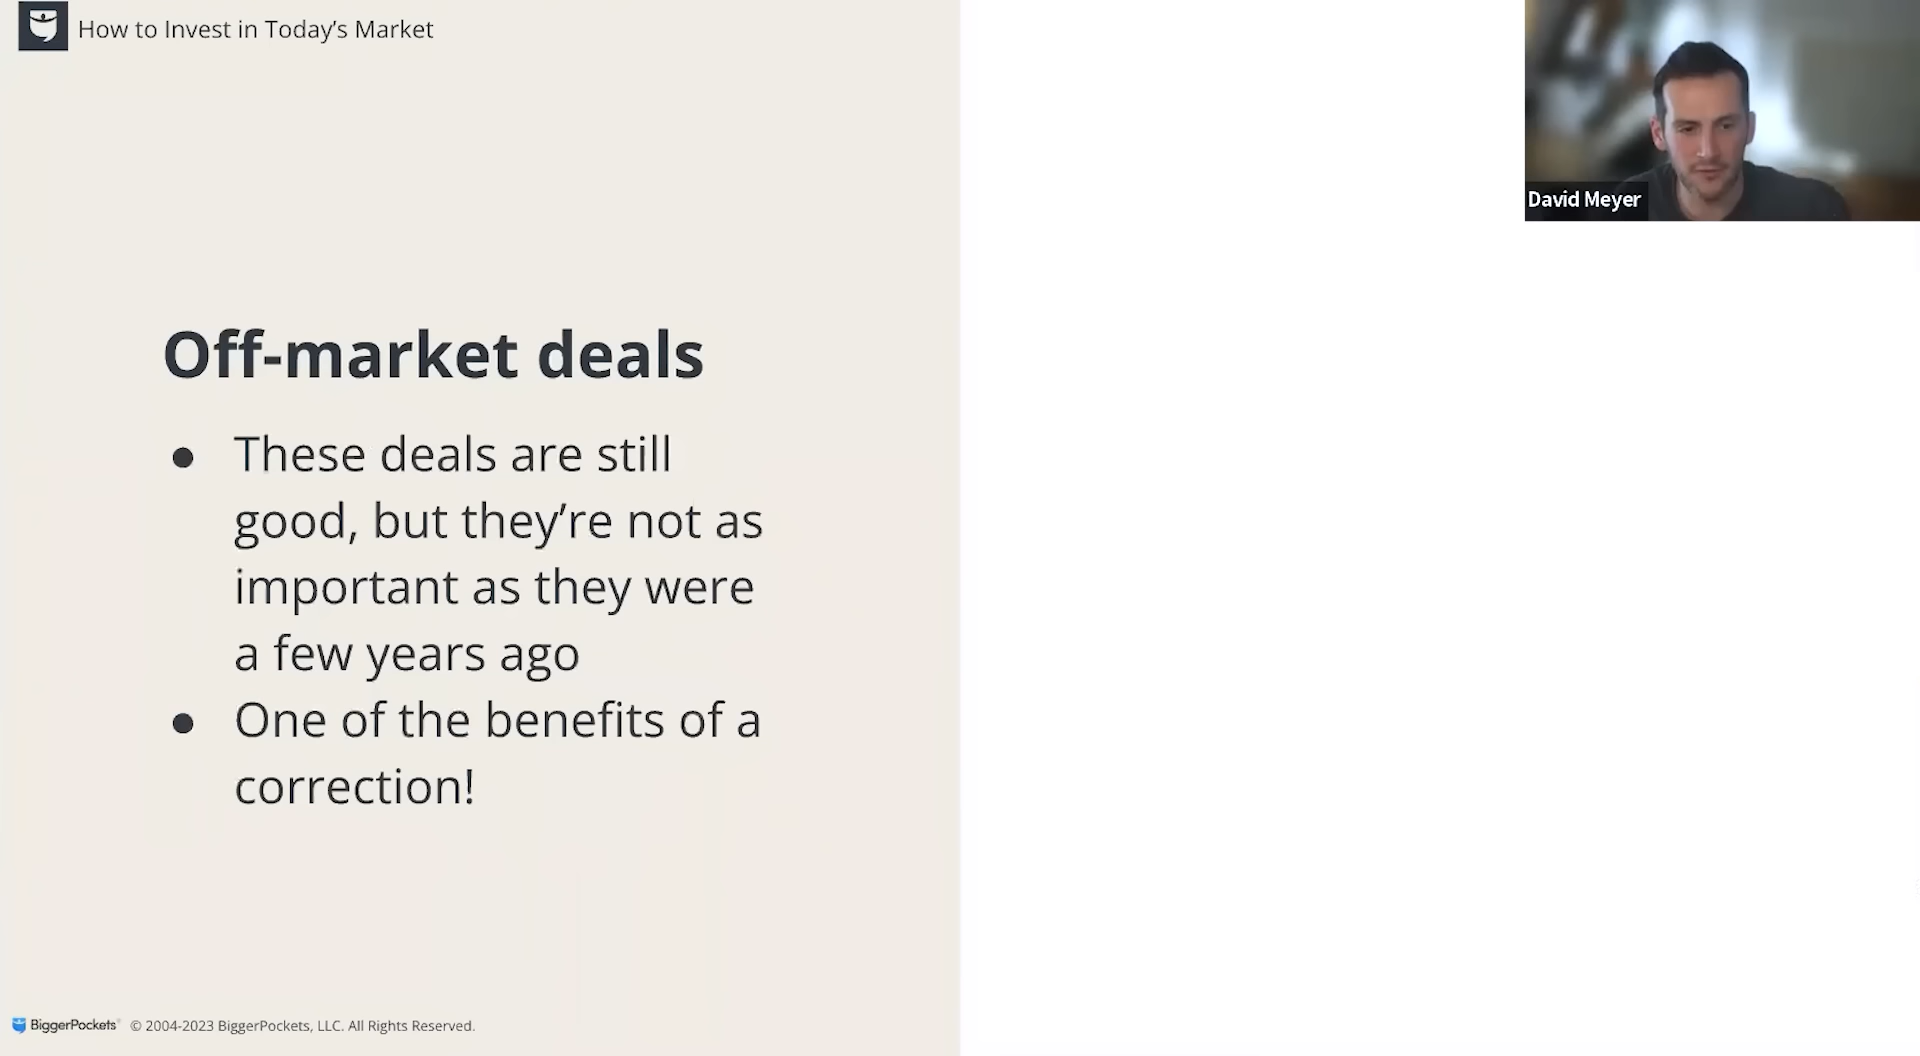 How to Invest in Today’s Market
David Meyer
Off-market deals
● These deals are still
good, but they’re not as
important as they were
a few years ago
● One of the benefits of a
correction!
BiggerPockets® © 2004-2023 BiggerPockets, LLC. All Rights Reserved.